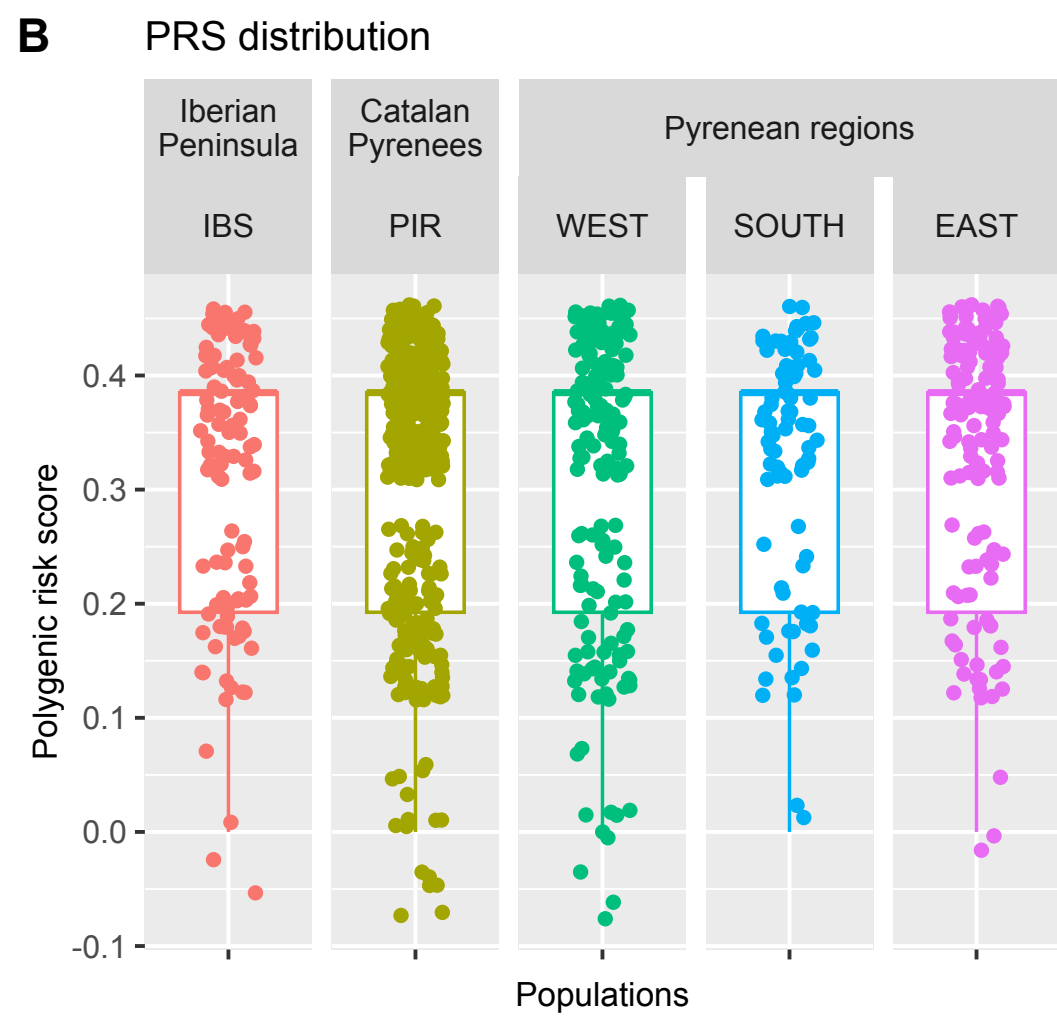 B
PRS distribution
Iberian
Peninsula
Catalan
Pyrenees
Pyrenean regions
IBS
PIR
WEST
SOUTH
EAST
Polygenic risk score
0.4
0.3
0.2
0.1
0.0
-0.1
Populations